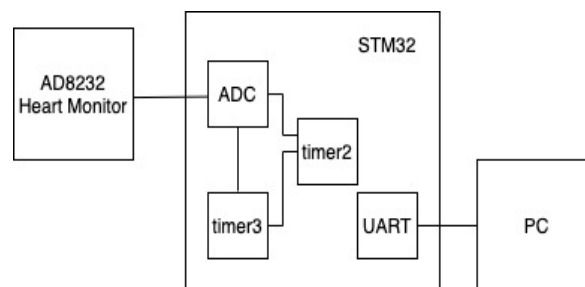 STM32
AD8232
Heart Monitor
ADC
timer2
timer3
UART
PC